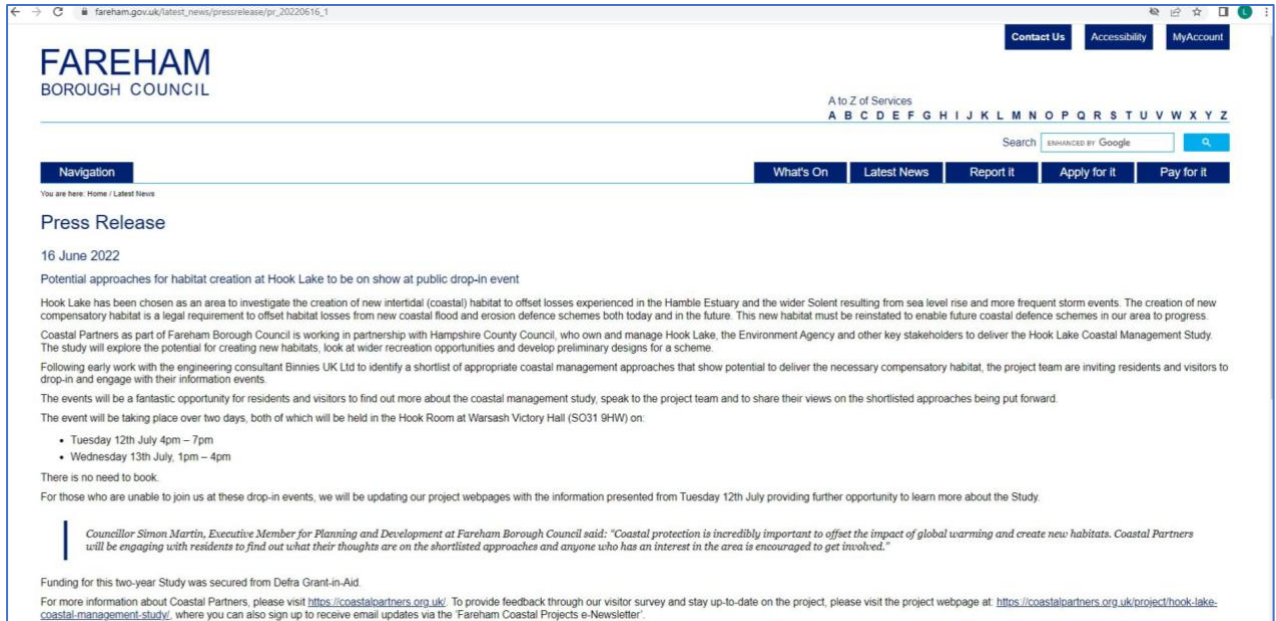 fareham.gov.uk/latest_news/pressrelease/pr_20220616_1
L
Contact Us Accessibility MyAccount
FAREHAM
BOROUGH COUNCIL
A to Z of Services
A B C D E F G H I J K L M N O P Q R S T U V W X Y Z
Search ENHANCED BY Google
Navigation What's On Latest News Report it Apply for it Pay for it
You are here: Home / Latest News
Press Release
16 June 2022
Potential approaches for habitat creation at Hook Lake to be on show at public drop-in event
Hook Lake has been chosen as an area to investigate the creation of new intertidal (coastal) habitat to offset losses experienced in the Hamble Estuary and the wider Solent resulting from sea level rise and more frequent storm events. The creation of new
compensatory habitat is a legal requirement to offset habitat losses from new coastal flood and erosion defence schemes both today and in the future. This new habitat must be reinstated to enable future coastal defence schemes in our area to progress.
Coastal Partners as part of Fareham Borough Council is working in partnership with Hampshire County Council, who own and manage Hook Lake, the Environment Agency and other key stakeholders to deliver the Hook Lake Coastal Management Study.
The study will explore the potential for creating new habitats, look at wider recreation opportunities and develop preliminary designs for a scheme.
Following early work with the engineering consultant Binnies UK Ltd to identify a shortlist of appropriate coastal management approaches that show potential to deliver the necessary compensatory habitat, the project team are inviting residents and visitors to
drop-in and engage with their information events.
The events will be a fantastic opportunity for residents and visitors to find out more about the coastal management study, speak to the project team and to share their views on the shortlisted approaches being put forward.
The event will be taking place over two days, both of which will be held in the Hook Room at Warsash Victory Hall (SO31 9HW) on:
• Tuesday 12th July 4pm – 7pm
• Wednesday 13th July, 1pm – 4pm
There is no need to book.
For those who are unable to join us at these drop-in events, we will be updating our project webpages with the information presented from Tuesday 12th July providing further opportunity to learn more about the Study.
Councillor Simon Martin, Executive Member for Planning and Development at Fareham Borough Council said: "Coastal protection is incredibly important to offset the impact of global warming and create new habitats. Coastal Partners
will be engaging with residents to find out what their thoughts are on the shortlisted approaches and anyone who has an interest in the area is encouraged to get involved."
Funding for this two-year Study was secured from Defra Grant-in-Aid.
For more information about Coastal Partners, please visit https://coastalpartners.org.uk/. To provide feedback through our visitor survey and stay up-to-date on the project, please visit the project webpage at: https://coastalpartners.org.uk/project/hook-lake-
coastal-management-study/, where you can also sign up to receive email updates via the 'Fareham Coastal Projects e-Newsletter'.